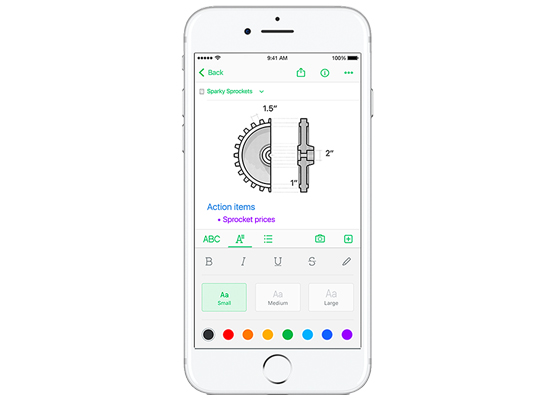 9:41 AM 100%
Back
Sparky Sprockets
1.5"
2"
1"
Action items
• Sprocket prices
ABC A
B I U S
Aa Aa Aa
Small Medium Large